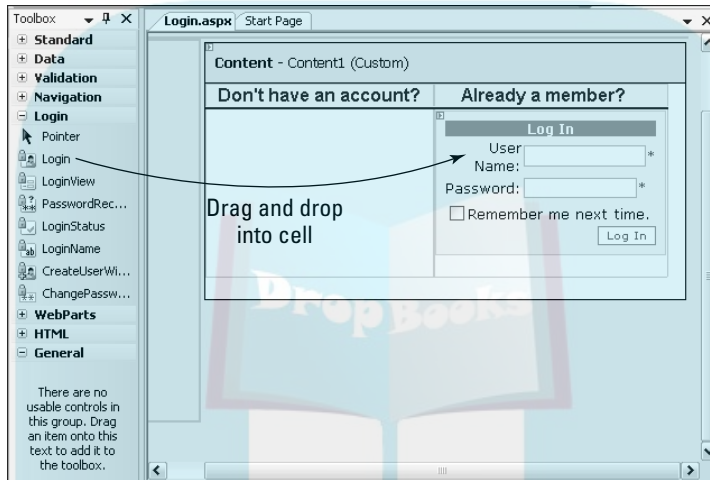 Toolbox
Standard
Data
Validation
Navigation
Login
Pointer
Login
LoginView
PasswordRec...
LoginStatus
LoginName
CreateUserWi...
ChangePassw...
WebParts
HTML
General
There are no
usable controls in
this group. Drag
an item onto this
text to add it to
the toolbox.
Login.aspx Start Page
Content - Content1 (Custom)
Don't have an account? Already a member?
Log In
User
Name: *
Password: *
Remember me next time.
Log In
Drag and drop
into cell
Drop Books